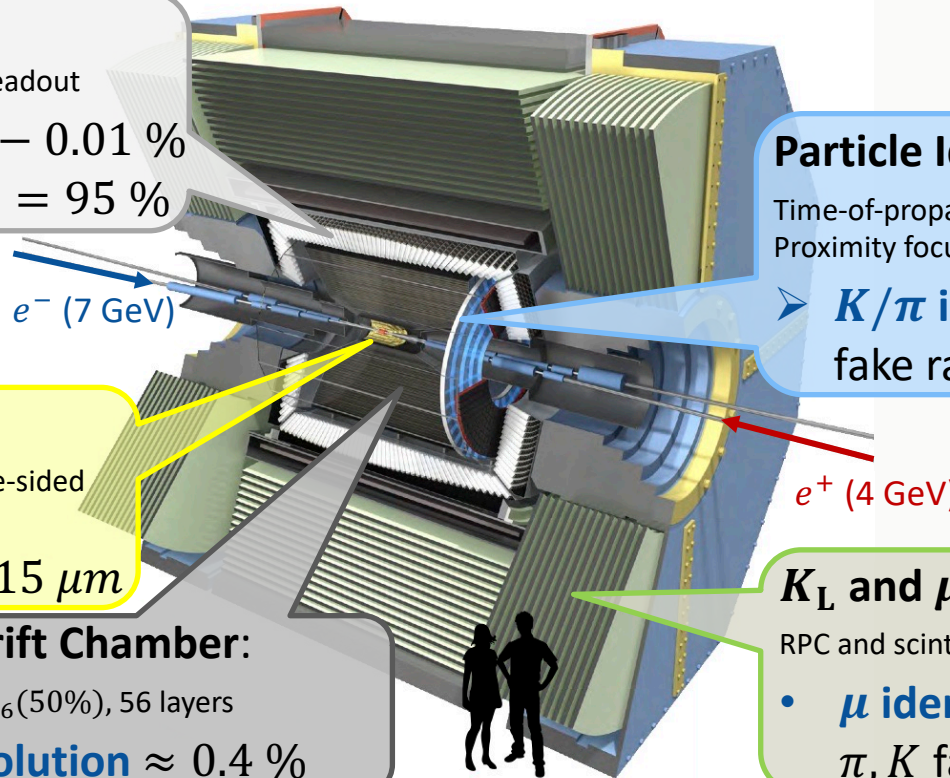 eadout
− 0.01 %
= 95 %
Particle I
Time-of-propa
Proximity focu
K/π i
fake ra
e⁻ (7 GeV)
e-sided
15 μm
e⁺ (4 GeV)
rift Chamber:
₆(50%), 56 layers
olution ≈ 0.4 %
K_L and μ
RPC and scint
μ iden
π, K fa